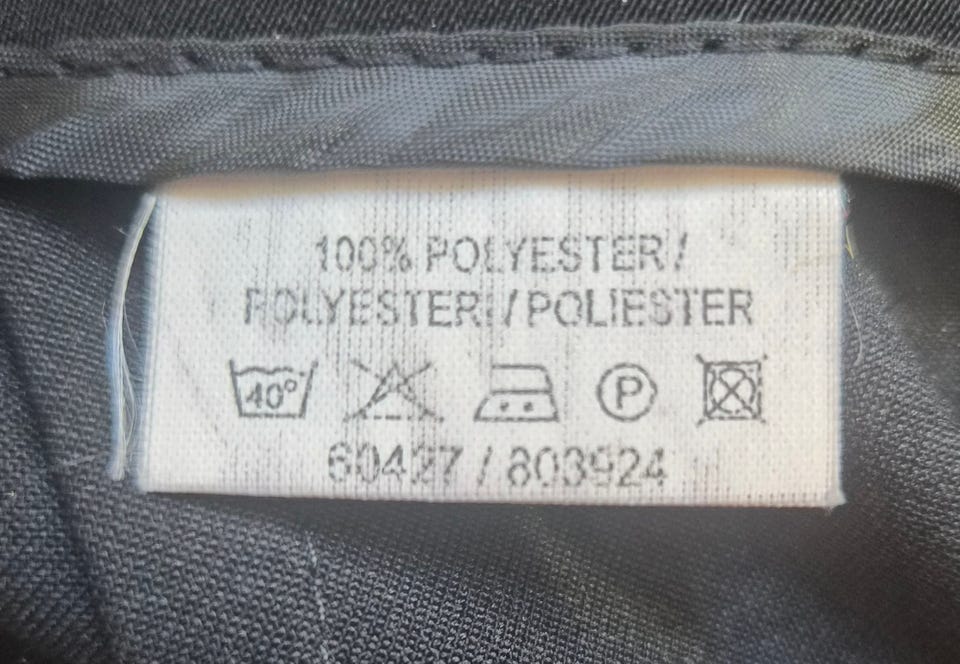 100% POLYESTER /
POLYESTER / POLIESTER
40° P
60427 / 803924